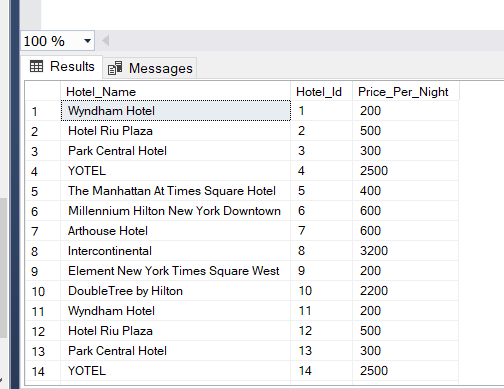 100 %
Results Messages
Hotel_Name Hotel_Id Price_Per_Night
1 Wyndham Hotel 1 200
2 Hotel Riu Plaza 2 500
3 Park Central Hotel 3 300
4 YOTEL 4 2500
5 The Manhattan At Times Square Hotel 5 400
6 Millennium Hilton New York Downtown 6 600
7 Arthouse Hotel 7 600
8 Intercontinental 8 3200
9 Element New York Times Square West 9 200
10 DoubleTree by Hilton 10 2200
11 Wyndham Hotel 11 200
12 Hotel Riu Plaza 12 500
13 Park Central Hotel 13 300
14 YOTEL 14 2500